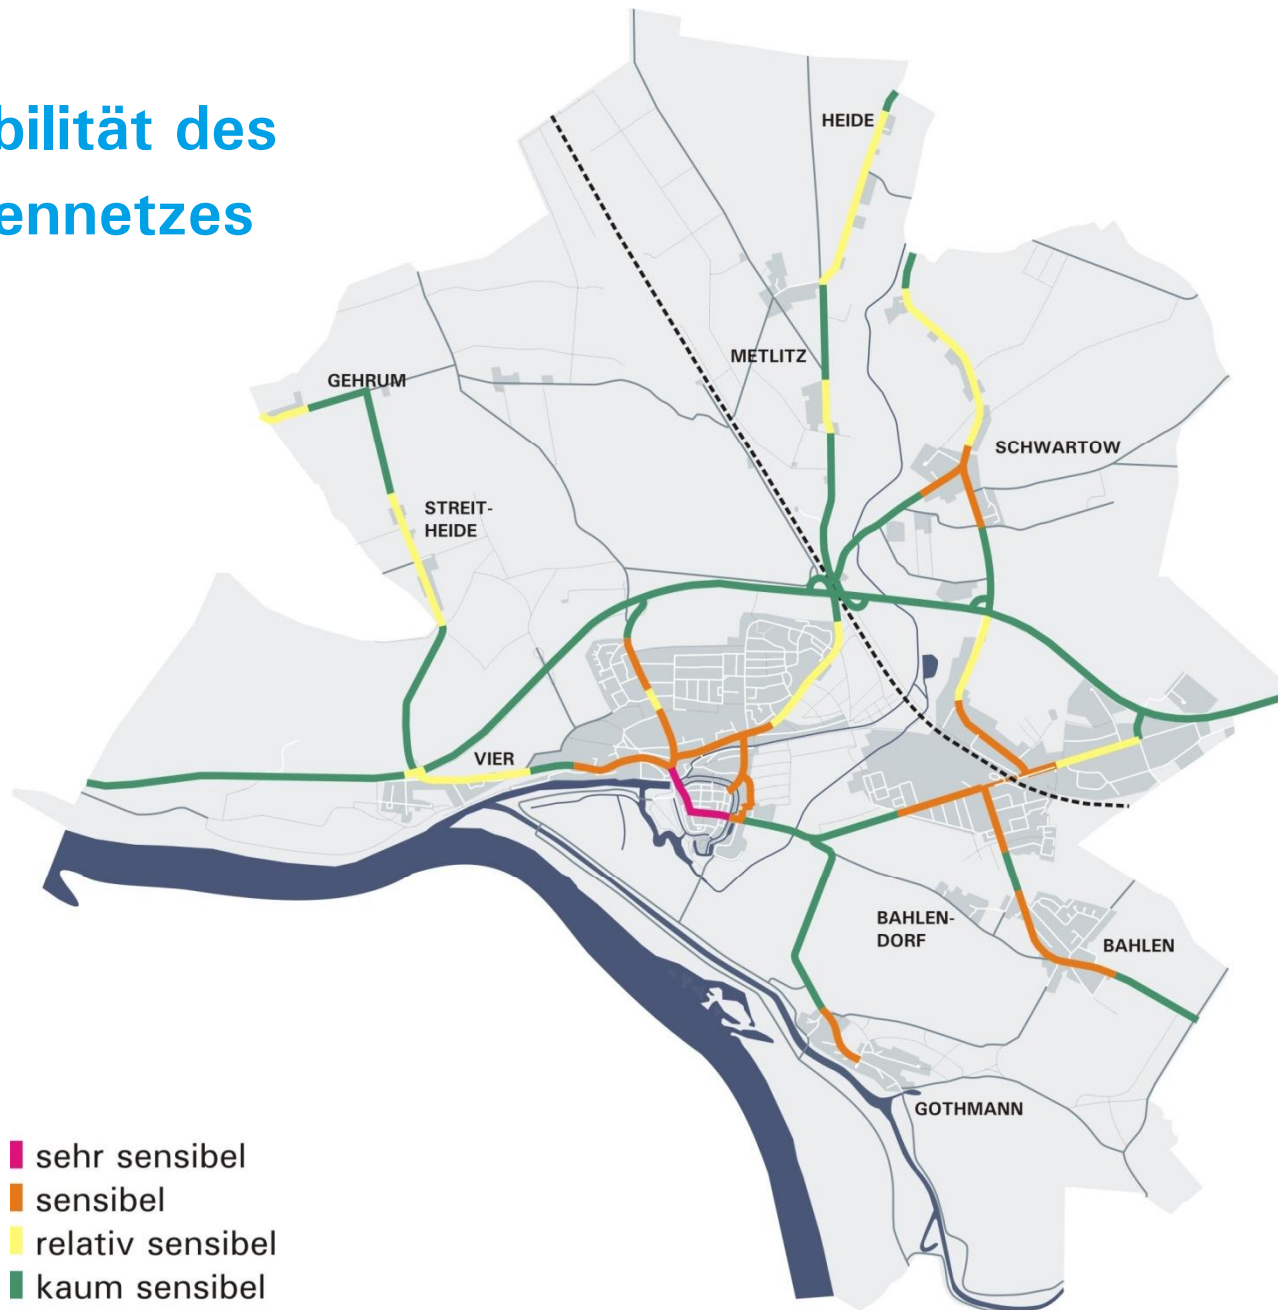 bilität des
ennetzes
HEIDE
METLITZ
GEHRUM
SCHWARTOW
STREIT-
HEIDE
VIER
BAHLEN-
DORF
BAHLEN
GOTHMANN
sehr sensibel
sensibel
relativ sensibel
kaum sensibel